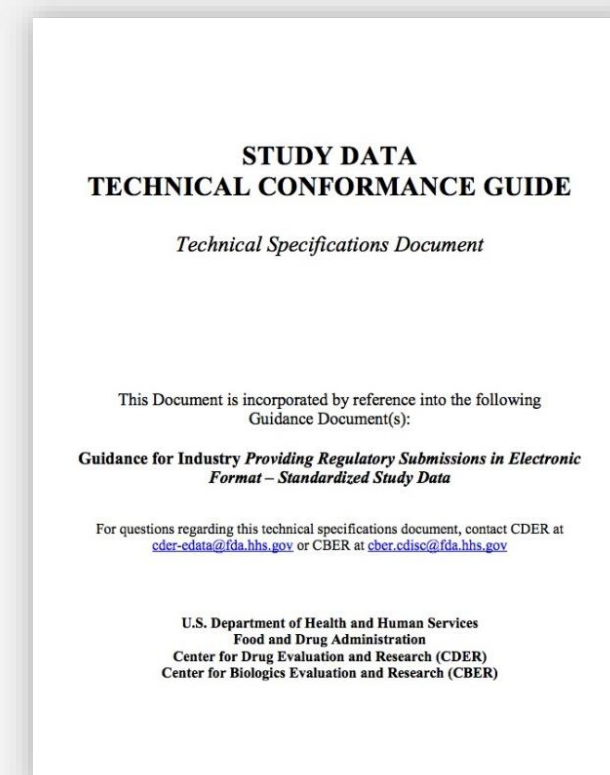 STUDY DATA
TECHNICAL CONFORMANCE GUIDE
Technical Specifications Document
This Document is incorporated by reference into the following
Guidance Document(s):
Guidance for Industry Providing Regulatory Submissions in Electronic
Format – Standardized Study Data
For questions regarding this technical specifications document, contact CDER at
cder-edata@fda.hhs.gov or CBER at cber.cdisc@fda.hhs.gov
U.S. Department of Health and Human Services
Food and Drug Administration
Center for Drug Evaluation and Research (CDER)
Center for Biologics Evaluation and Research (CBER)